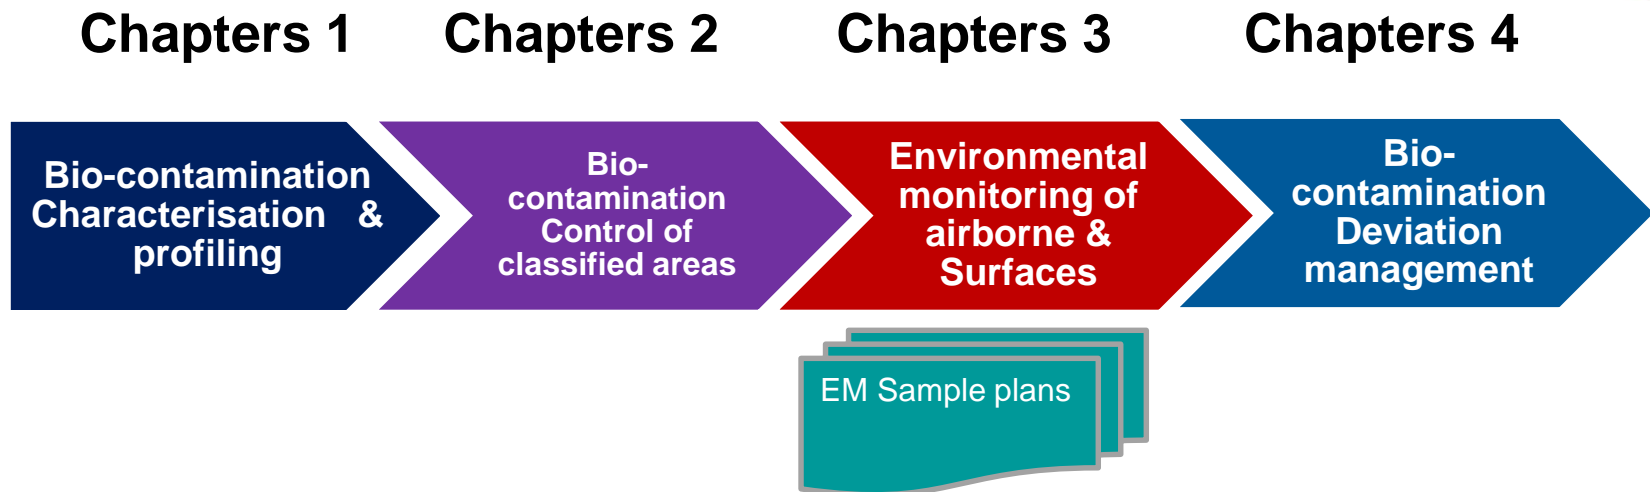 Chapters 1 Chapters 2 Chapters 3 Chapters 4
Bio-contamination
Characterisation &
profiling
Bio-
contamination
Control of
classified areas
Environmental
monitoring of
airborne &
Surfaces
Bio-
contamination
Deviation
management
EM Sample plans